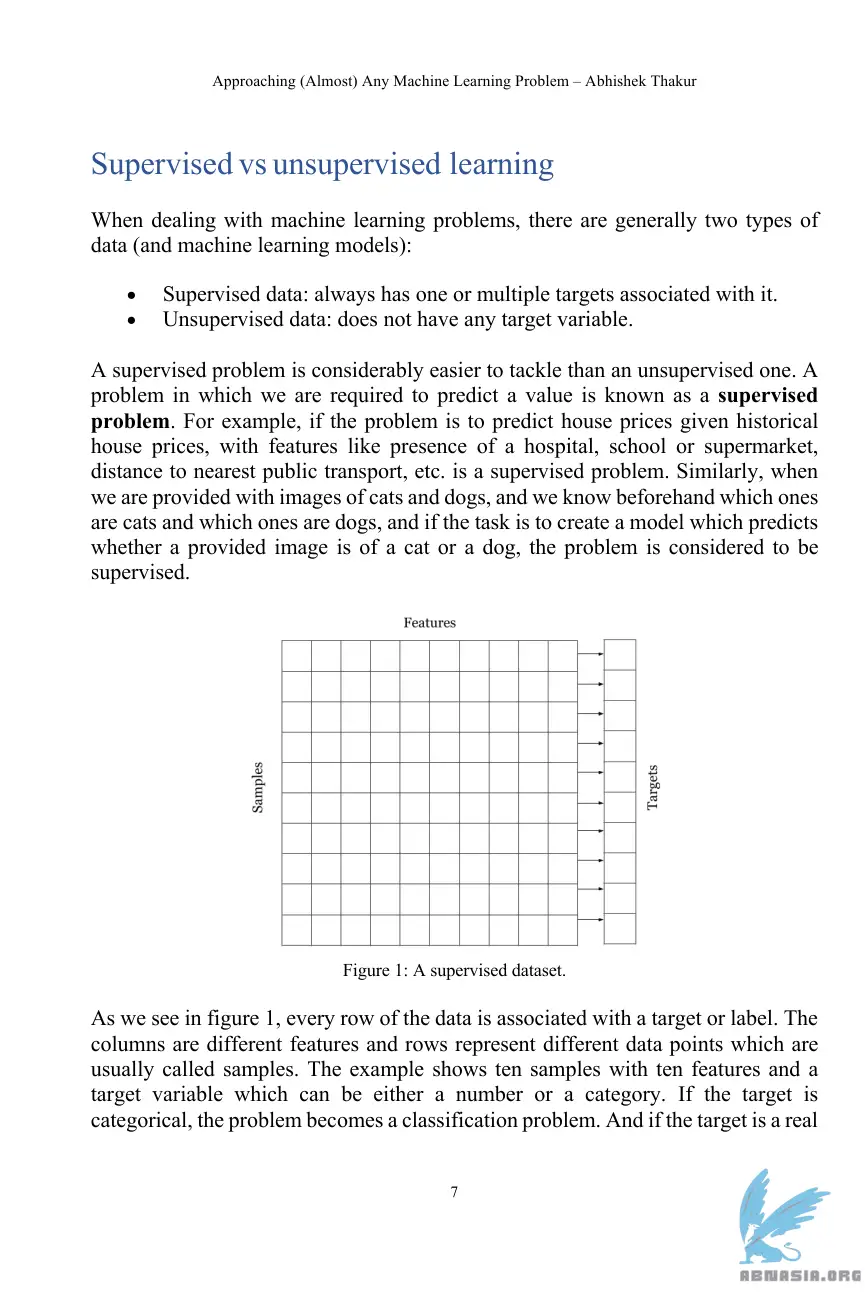 Approaching (Almost) Any Machine Learning Problem – Abhishek Thakur
Supervised vs unsupervised learning
When dealing with machine learning problems, there are generally two types of
data (and machine learning models):
• Supervised data: always has one or multiple targets associated with it.
• Unsupervised data: does not have any target variable.
A supervised problem is considerably easier to tackle than an unsupervised one. A
problem in which we are required to predict a value is known as a supervised
problem. For example, if the problem is to predict house prices given historical
house prices, with features like presence of a hospital, school or supermarket,
distance to nearest public transport, etc. is a supervised problem. Similarly, when
we are provided with images of cats and dogs, and we know beforehand which ones
are cats and which ones are dogs, and if the task is to create a model which predicts
whether a provided image is of a cat or a dog, the problem is considered to be
supervised.
Features
Samples
Targets
Figure 1: A supervised dataset.
As we see in figure 1, every row of the data is associated with a target or label. The
columns are different features and rows represent different data points which are
usually called samples. The example shows ten samples with ten features and a
target variable which can be either a number or a category. If the target is
categorical, the problem becomes a classification problem. And if the target is a real
7
ABNASIA.ORG